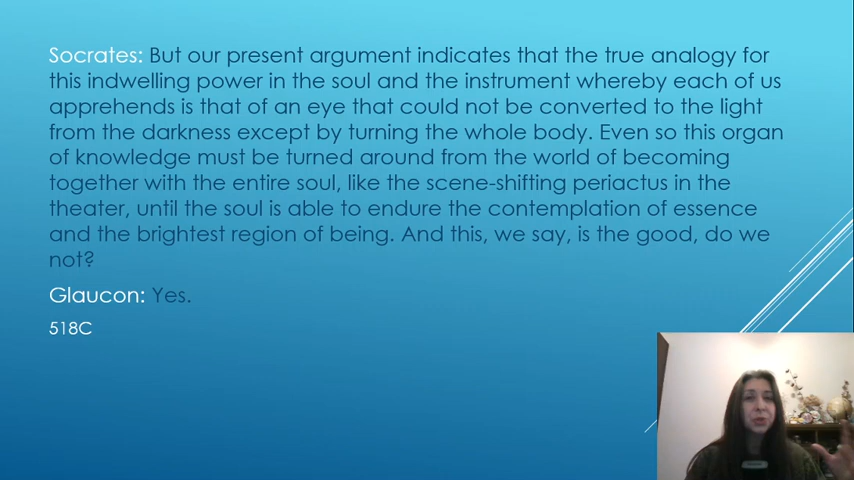 Socrates: But our present argument indicates that the true analogy for
this indwelling power in the soul and the instrument whereby each of us
apprehends is that of an eye that could not be converted to the light
from the darkness except by turning the whole body. Even so this organ
of knowledge must be turned around from the world of becoming
together with the entire soul, like the scene-shifting periactus in the
theater, until the soul is able to endure the contemplation of essence
and the brightest region of being. And this, we say, is the good, do we
not?
Glaucon: Yes.
518C